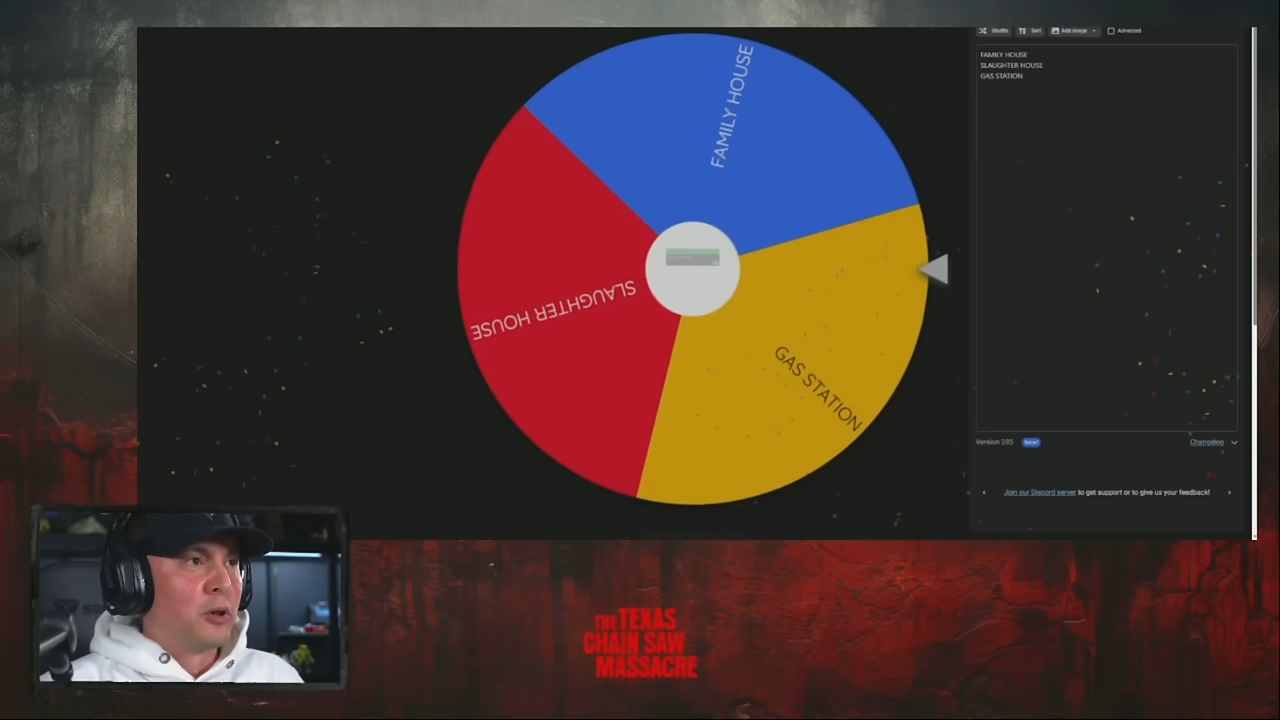 Shuffle
Sort
Add image
Advanced
FAMILY HOUSE
SLAUGHTER HOUSE
GAS STATION
FAMILY HOUSE
SLAUGHTER HOUSE
GAS STATION
Version 285
New!
Changelog
Join our Discord server to get support or to give us your feedback!
THE TEXAS
CHAIN SAW
MASSACRE